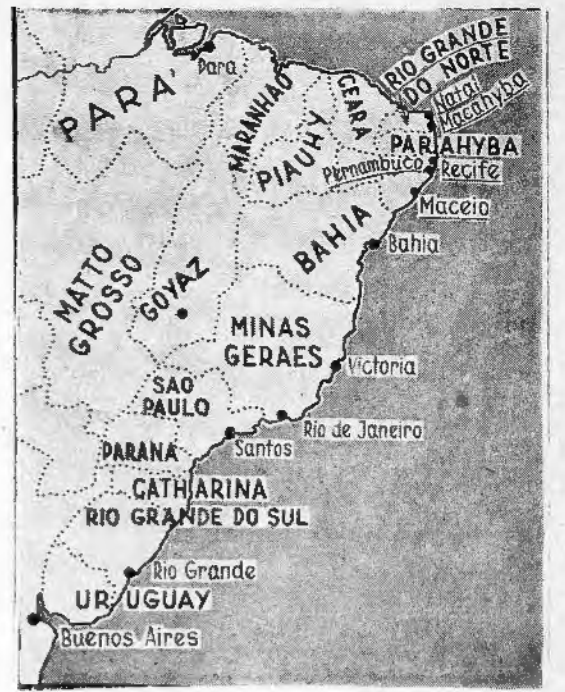 RIO GRANDE
DO NORTE
Para
PARA'
MARANHAO
CEARA
Natal
Macahyba
PIAUHY
PARAHYBA
Pernambuco
Recife
Maceio
BAHIA
Bahia
MATTO
GROSSO
GOYAZ
MINAS
GERAES
Victoria
SAO
PAULO
Rio de Janeiro
PARANA
Santos
CATHARINA
RIO GRANDE DO SUL
Rio Grande
URUGUAY
Buenos Aires